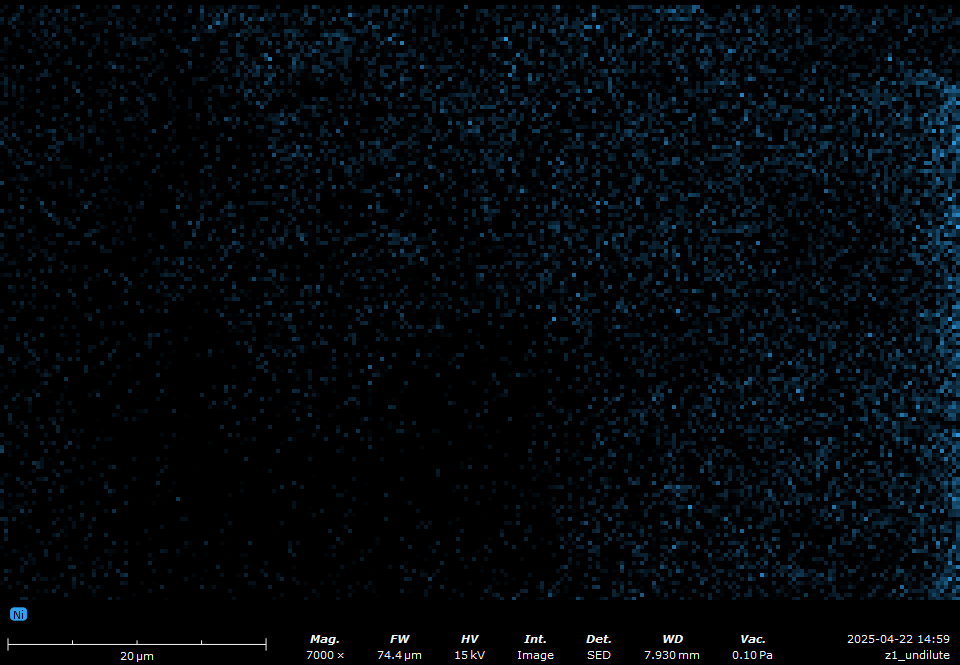 Ni
Mag. FW HV Int. Det. WD Vac. 2025-04-22 14:59
20 µm 7000 × 74.4 µm 15 kV Image SED 7.930 mm 0.10 Pa z1_undilute